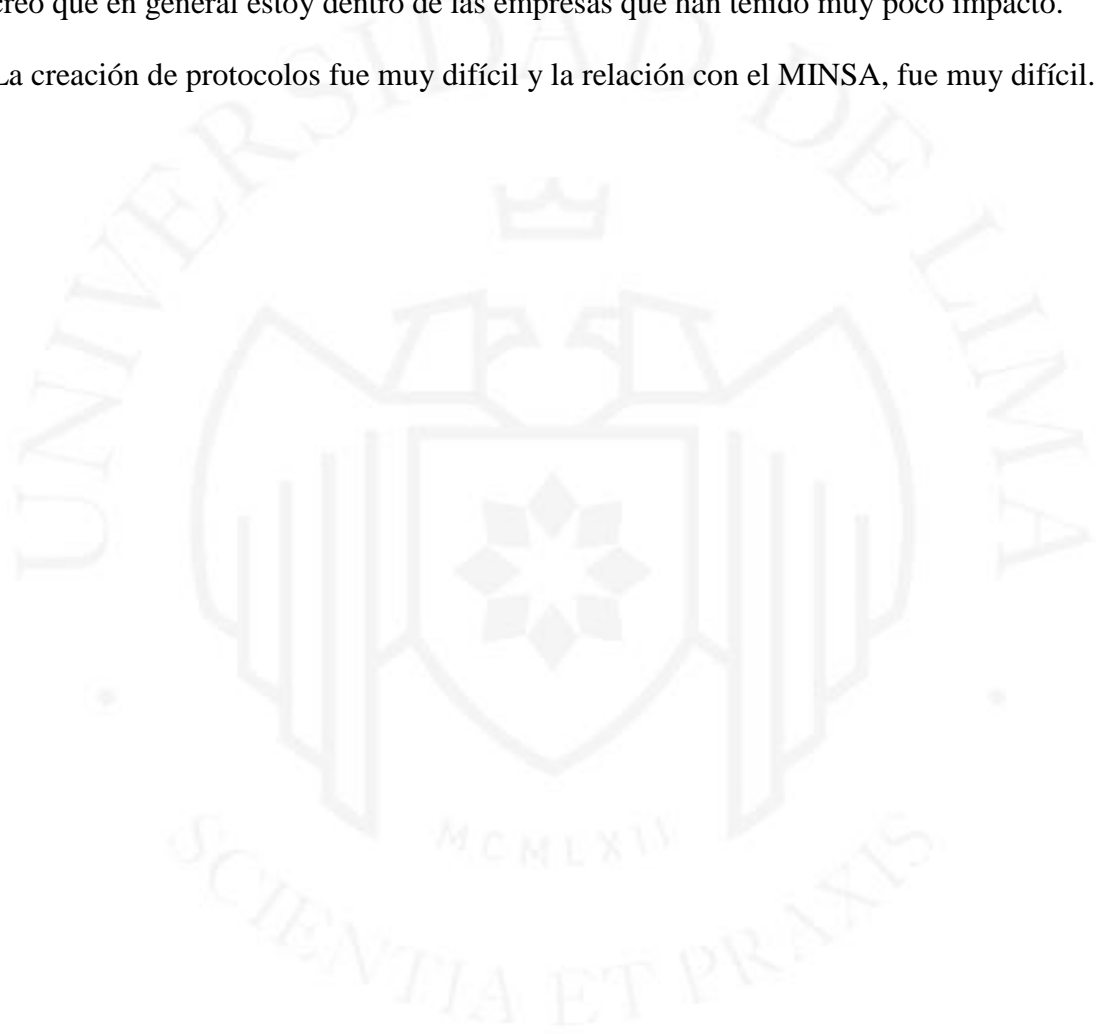 creo que en general estoy dentro de las empresas que han tenido muy poco impacto.
La creación de protocolos fue muy difícil y la relación con el MINSA, fue muy difícil.
UNIVERSIDAD DE LIMA
MCMLXII
SCIENTIA ET PRAXIS